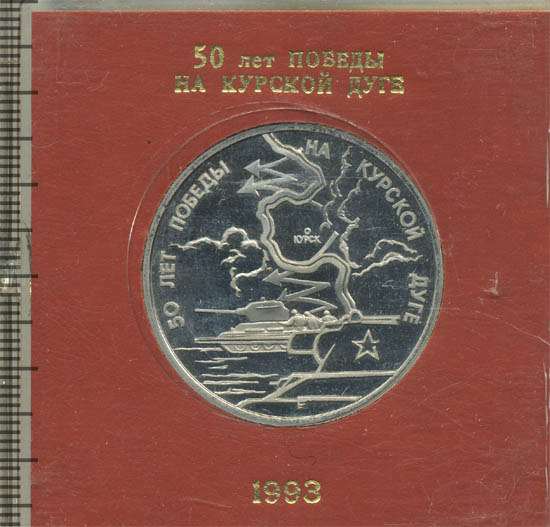 50 лет ПОБЕДЫ
НА КУРСКОЙ ДУГЕ
50 ЛЕТ ПОБЕДЫ НА КУРСКОЙ ДУГЕ
КУРСК
1993